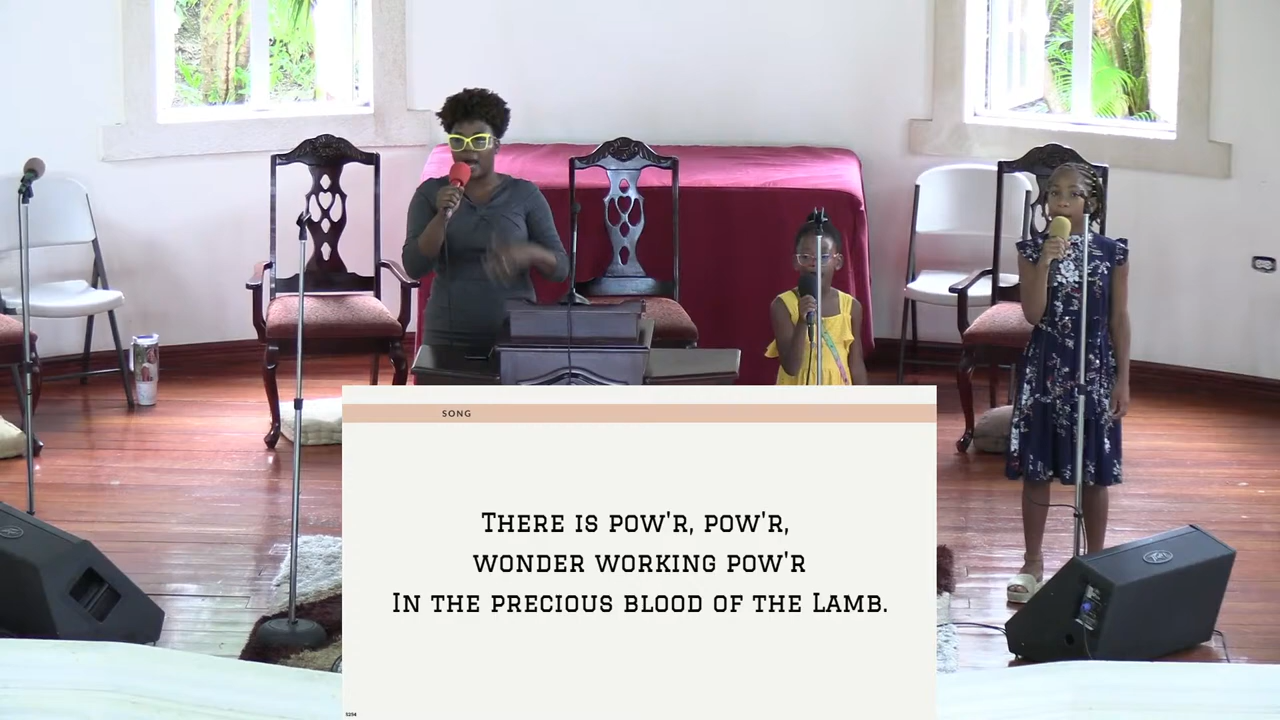 SONG
There is pow'r, pow'r,
wonder working pow'r
In the precious blood of the Lamb.